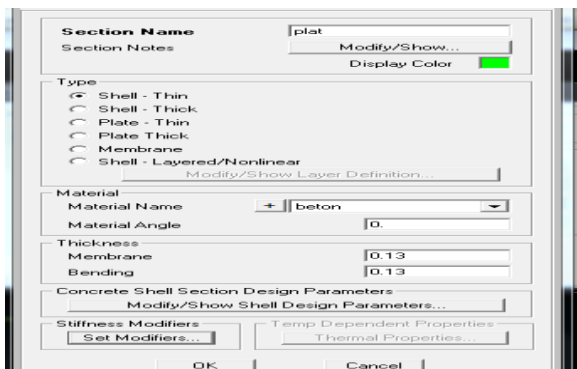 Section Name plat
Section Notes Modify/Show...
Display Color
Type
Shell - Thin
Shell - Thick
Plate - Thin
Plate Thick
Membrane
Shell - Layered/Nonlinear
Modify/Show Layer Definition...
Material
Material Name + beton
Material Angle 0.
Thickness
Membrane 0.13
Bending 0.13
Concrete Shell Section Design Parameters
Modify/Show Shell Design Parameters...
Stiffness Modifiers Temp Dependent Properties
Set Modifiers... Thermal Properties...
OK Cancel